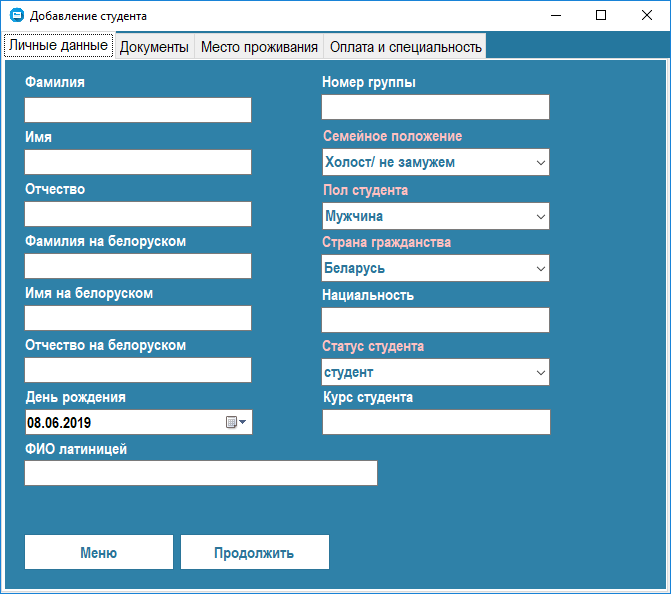 Добавление студента
Личные данные
Документы
Место проживания
Оплата и специальность
Фамилия
Имя
Отчество
Фамилия на белоруском
Имя на белоруском
Отчество на белоруском
День рождения
08.06.2019
ФИО латиницей
Номер группы
Семейное положение
Холост/ не замужем
Пол студента
Мужчина
Страна гражданства
Беларусь
Нациальность
Статус студента
студент
Курс студента
Меню
Продолжить